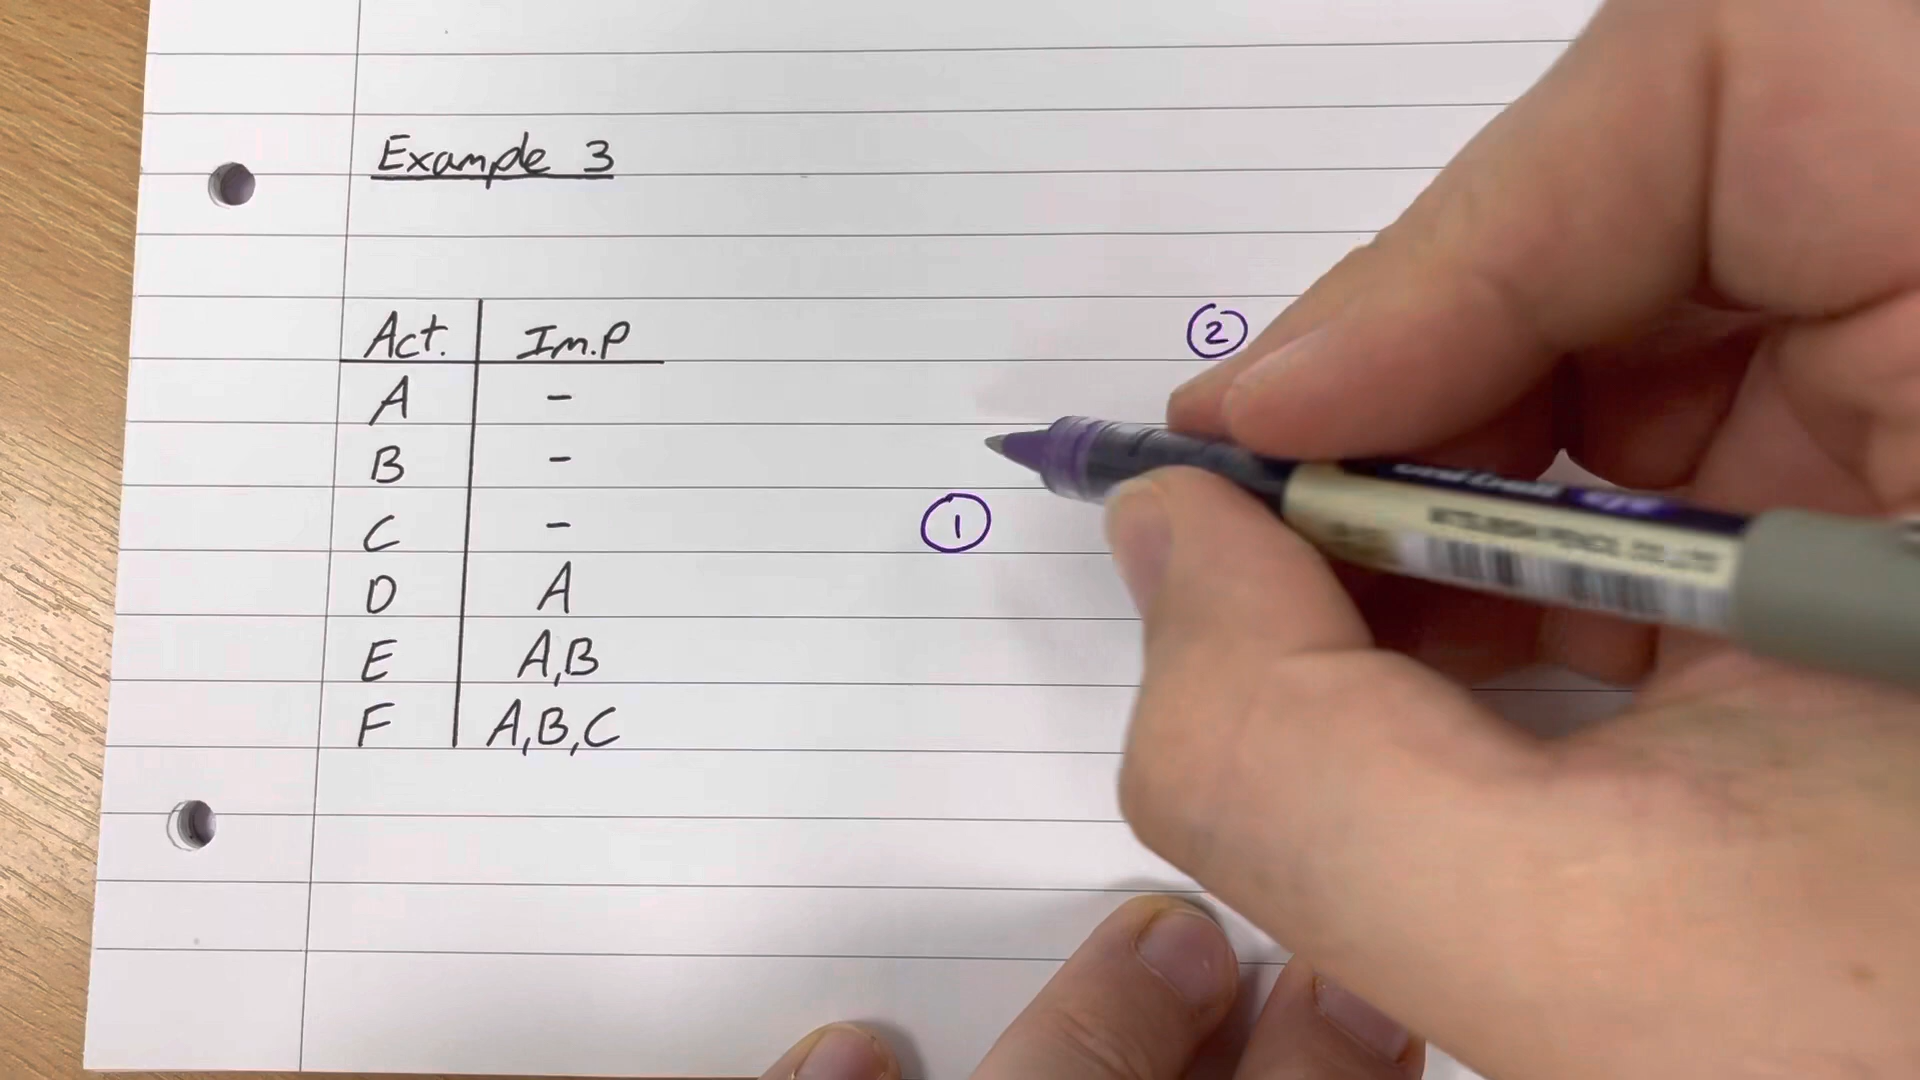 Example 3
Act. Im.P
A -
B -
C -
D A
E A,B
F A,B,C
2
1